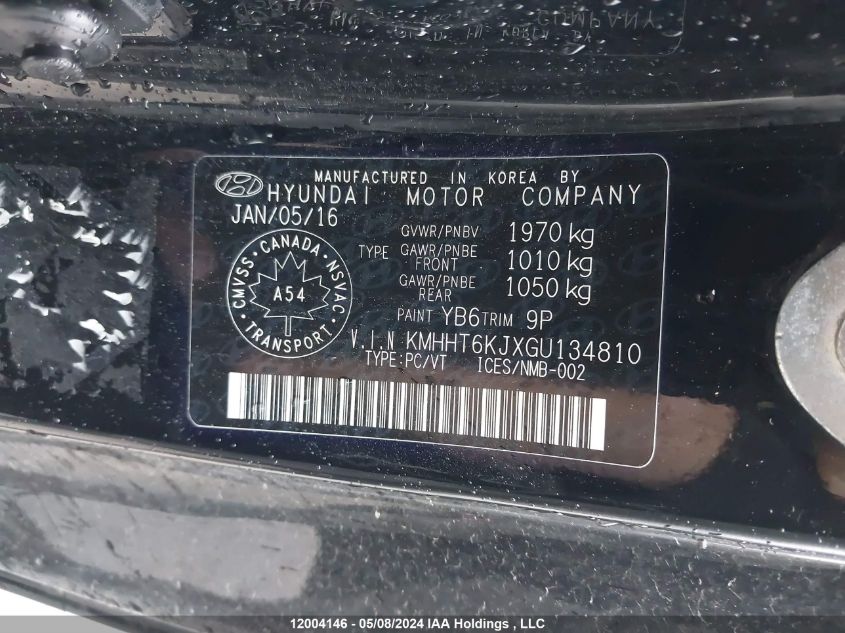 COMPANY
MANUFACTURED IN KOREA BY
HYUNDAI MOTOR COMPANY
JAN/05/16
GVWR/PNBV 1970 kg
TYPE GAWR/PNBE FRONT 1010 kg
GAWR/PNBE REAR 1050 kg
CMVSS · CANADA · NSVAC
A54
TRANSPORT
PAINT YB6 TRIM 9P
V.I.N KMHHT6KJXGU134810
TYPE:PC/VT ICES/NMB-002
12004146 - 05/08/2024 IAA Holdings , LLC